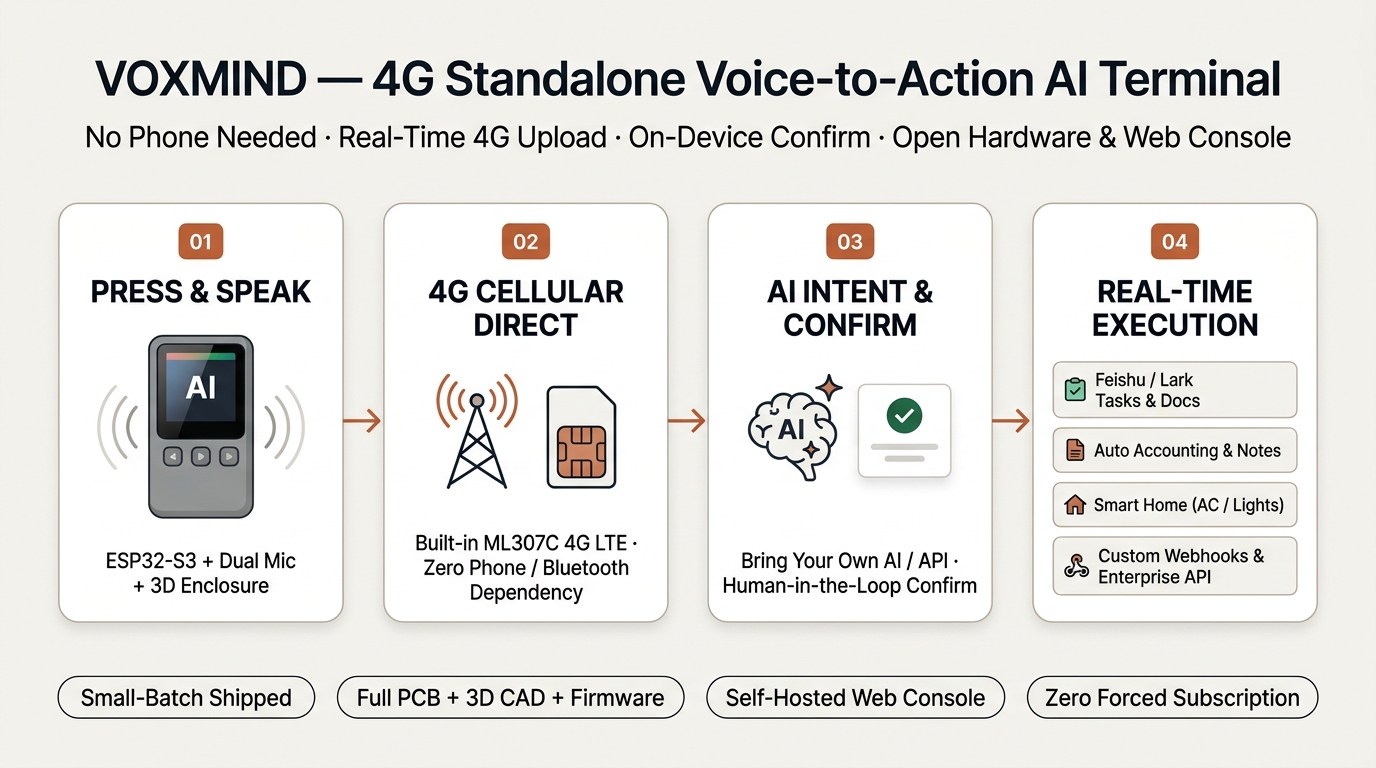 VOXMIND — 4G Standalone Voice-to-Action AI Terminal
No Phone Needed · Real-Time 4G Upload · On-Device Confirm · Open Hardware & Web Console
01
PRESS & SPEAK
AI
ESP32-S3 + Dual Mic
+ 3D Enclosure
02
4G CELLULAR
DIRECT
Built-in ML307C 4G LTE ·
Zero Phone / Bluetooth
Dependency
03
AI INTENT &
CONFIRM
AI
Bring Your Own AI / API ·
Human-in-the-Loop Confirm
04
REAL-TIME
EXECUTION
Feishu / Lark
Tasks & Docs
Auto Accounting & Notes
Smart Home (AC / Lights)
Custom Webhooks &
Enterprise API
Small-Batch Shipped
Full PCB + 3D CAD + Firmware
Self-Hosted Web Console
Zero Forced Subscription